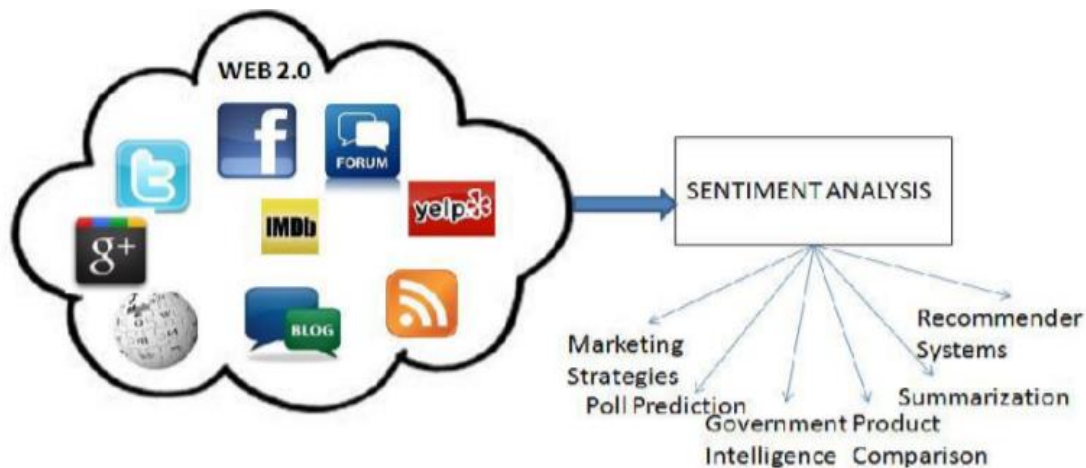 WEB 2.0
f
FORUM
t
yelp
IMDb
g+
BLOG
SENTIMENT ANALYSIS
Marketing
Strategies
Poll Prediction
Government
Intelligence
Product
Comparison
Summarization
Recommender
Systems